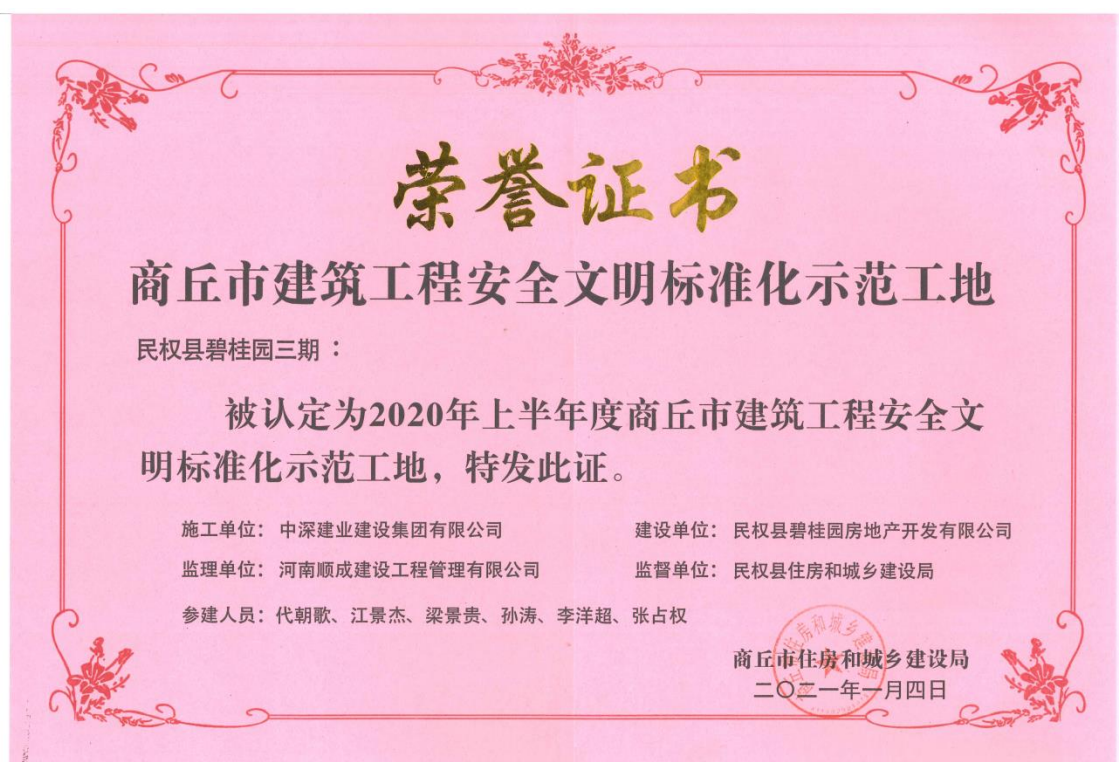 荣誉证书
商丘市建筑工程安全文明标准化示范工地
民权县碧桂园三期：
被认定为2020年上半年度商丘市建筑工程安全文
明标准化示范工地，特发此证。
施工单位：中深建业建设集团有限公司 建设单位：民权县碧桂园房地产开发有限公司
监理单位：河南顺成建设工程管理有限公司 监督单位：民权县住房和城乡建设局
参建人员：代朝歌、江景杰、梁景贵、孙涛、李洋超、张占权
商丘市住房和城乡建设局
二〇二一年一月四日